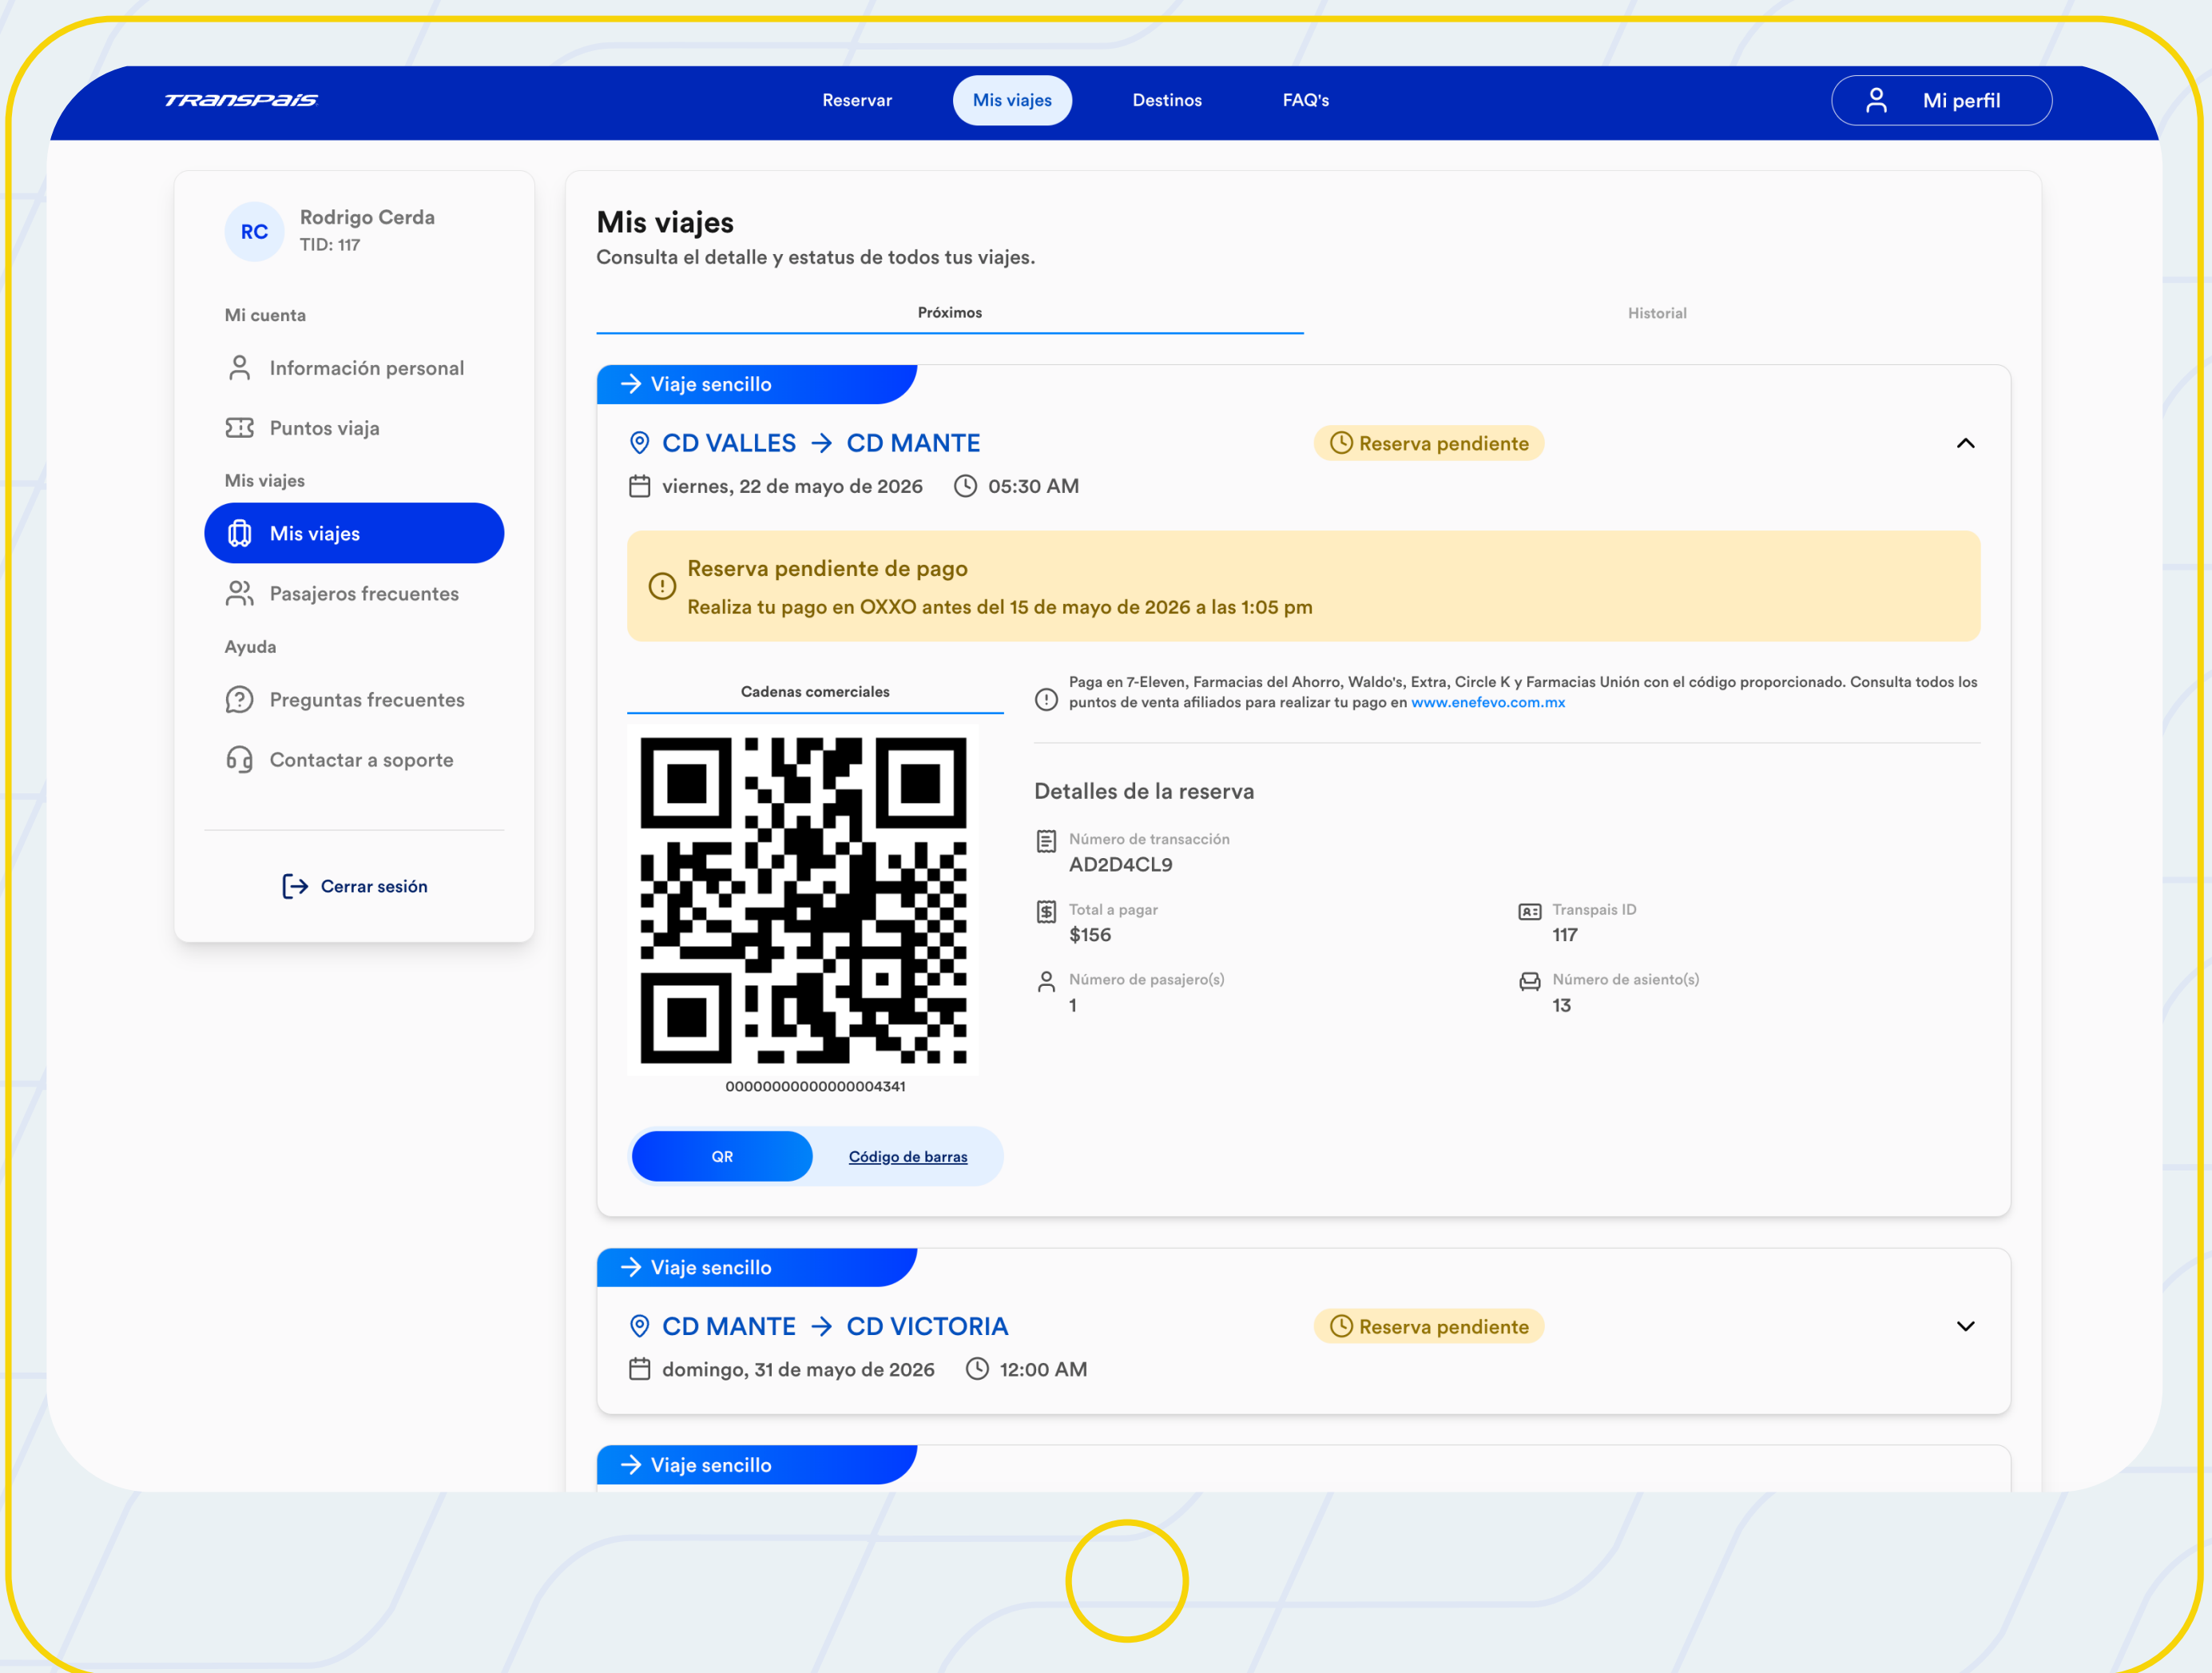 Transpais
Reservar
Mis viajes
Destinos
FAQ's
Mi perfil
RC
Rodrigo Cerda
TID: 117
Mi cuenta
Información personal
Puntos viaja
Mis viajes
Mis viajes
Pasajeros frecuentes
Ayuda
Preguntas frecuentes
Contactar a soporte
Cerrar sesión
Mis viajes
Consulta el detalle y estatus de todos tus viajes.
Próximos
Historial
Viaje sencillo
CD VALLES → CD MANTE
Reserva pendiente
viernes, 22 de mayo de 2026
05:30 AM
Reserva pendiente de pago
Realiza tu pago en OXXO antes del 15 de mayo de 2026 a las 1:05 pm
Cadenas comerciales
00000000000000004341
QR
Código de barras
Paga en 7-Eleven, Farmacias del Ahorro, Waldo's, Extra, Circle K y Farmacias Unión con el código proporcionado. Consulta todos los
puntos de venta afiliados para realizar tu pago en www.enefevo.com.mx
Detalles de la reserva
Número de transacción
AD2D4CL9
Total a pagar
$156
Transpais ID
117
Número de pasajero(s)
1
Número de asiento(s)
13
Viaje sencillo
CD MANTE → CD VICTORIA
Reserva pendiente
domingo, 31 de mayo de 2026
12:00 AM
Viaje sencillo